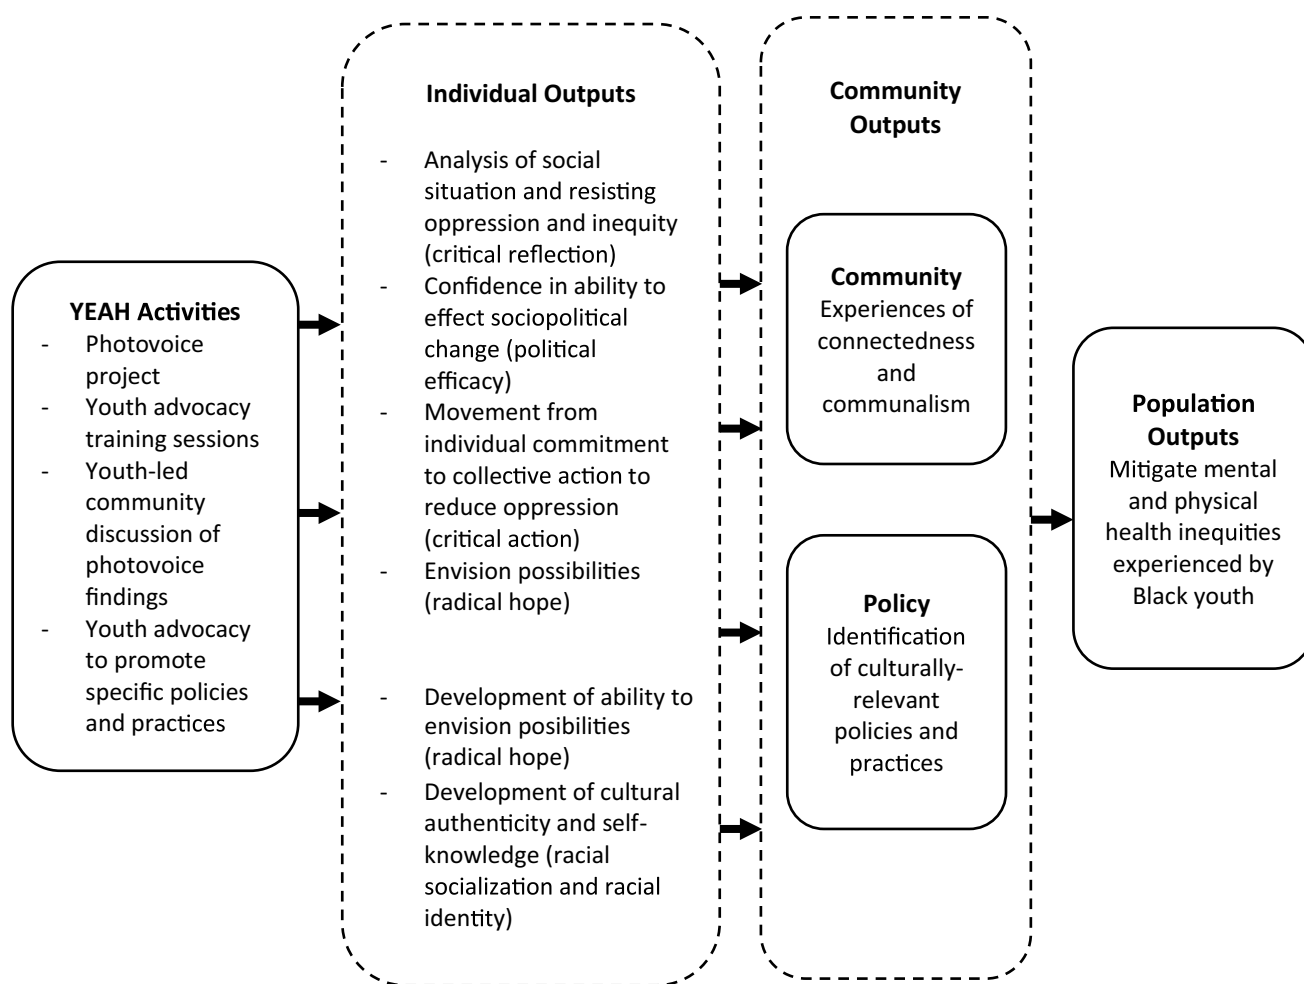 YEAH Activities
- Photovoice
project
- Youth advocacy
training sessions
- Youth-led
community
discussion of
photovoice
findings
- Youth advocacy
to promote
specific policies
and practices
Individual Outputs
- Analysis of social
situation and resisting
oppression and inequity
(critical reflection)
- Confidence in ability to
effect sociopolitical
change (political
efficacy)
- Movement from
individual commitment
to collective action to
reduce oppression
(critical action)
- Envision possibilities
(radical hope)
- Development of ability to
envision posibilities
(radical hope)
- Development of cultural
authenticity and self-
knowledge (racial
socialization and racial
identity)
Community
Outputs
Community
Experiences of
connectedness
and
communalism
Policy
Identification
of culturally-
relevant
policies and
practices
Population
Outputs
Mitigate mental
and physical
health inequities
experienced by
Black youth